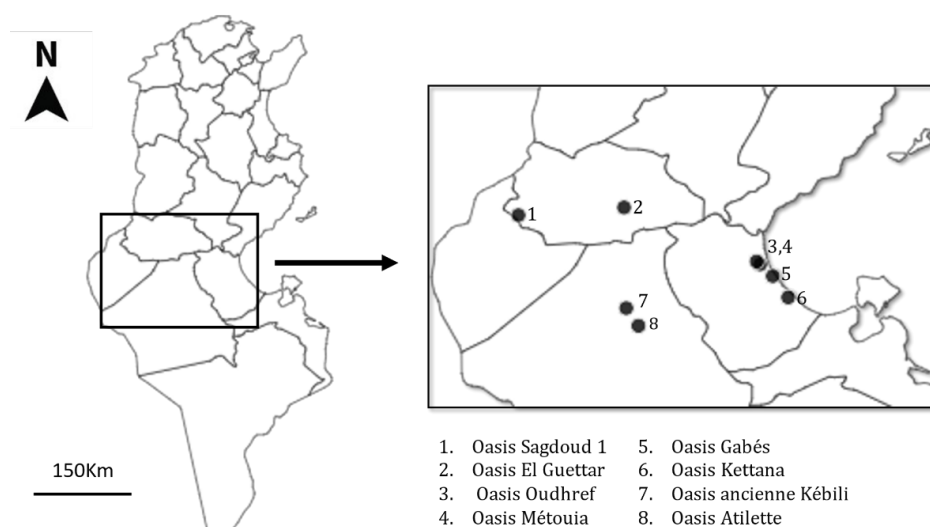 N
1
2
3,4
5
6
7
8
150Km
1. Oasis Sagdoud 1
2. Oasis El Guettar
3. Oasis Oudhref
4. Oasis Métouia
5. Oasis Gabés
6. Oasis Kettana
7. Oasis ancienne Kébili
8. Oasis Atilette